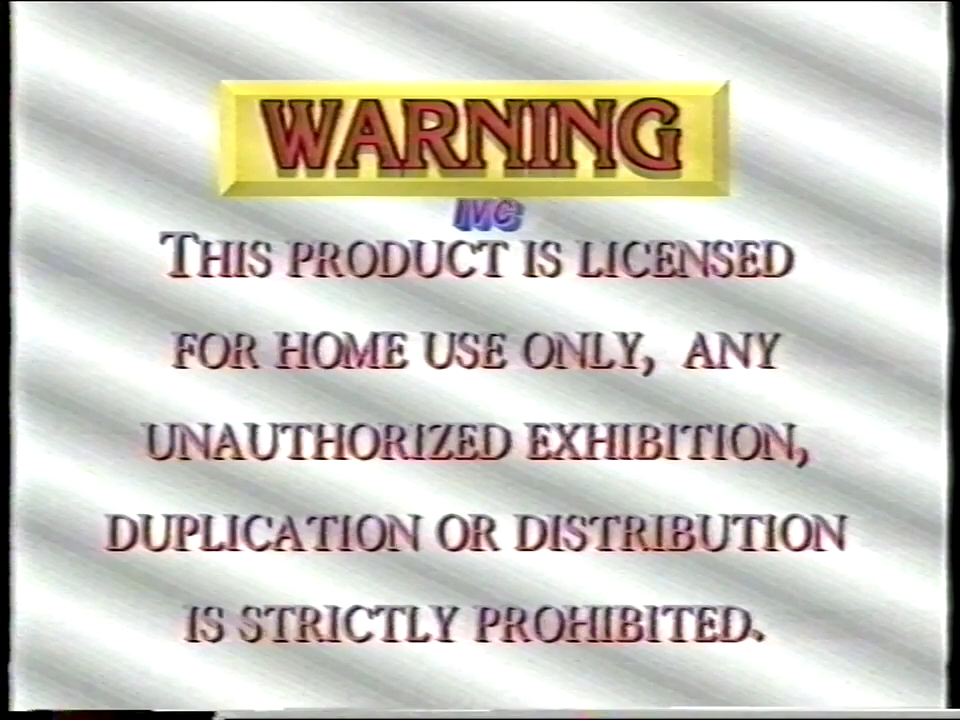 WARNING
IVC
THIS PRODUCT IS LICENSED
FOR HOME USE ONLY, ANY
UNAUTHORIZED EXHIBITION,
DUPLICATION OR DISTRIBUTION
IS STRICTLY PROHIBITED.